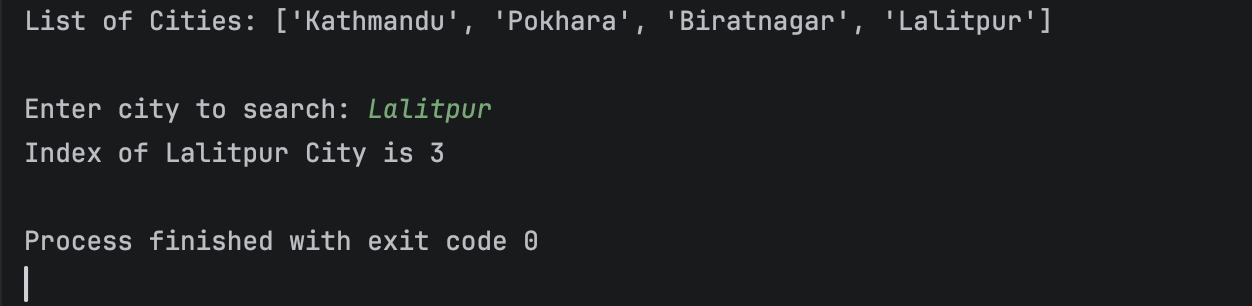 List of Cities: ['Kathmandu', 'Pokhara', 'Biratnagar', 'Lalitpur']
Enter city to search: Lalitpur
Index of Lalitpur City is 3
Process finished with exit code 0